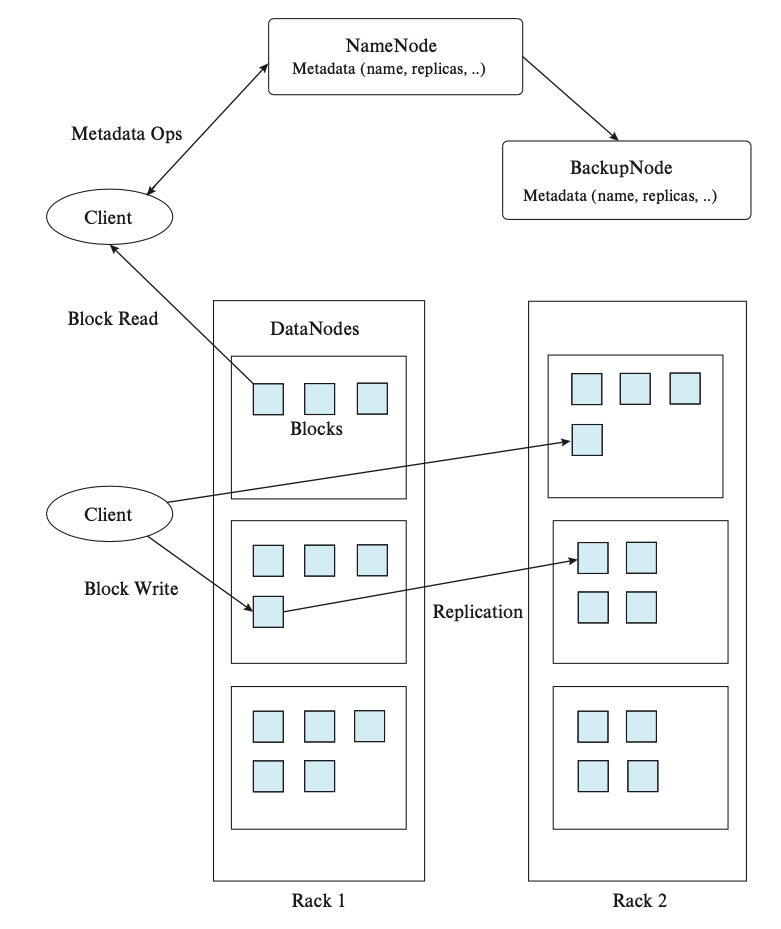 NameNode
Metadata (name, replicas, ..)
Metadata Ops
BackupNode
Metadata (name, replicas, ..)
Client
Block Read
DataNodes
Blocks
Client
Block Write
Replication
Rack 1
Rack 2